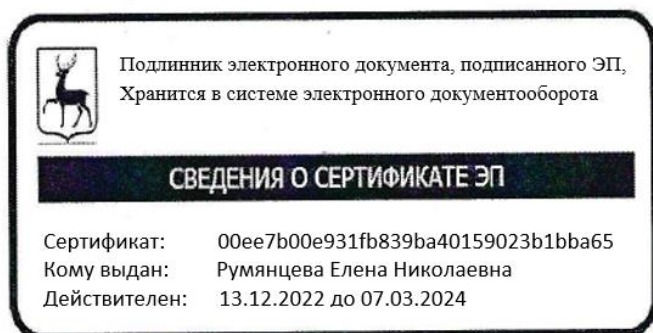 Подлинник электронного документа, подписанного ЭП,
Хранится в системе электронного документооборота
СВЕДЕНИЯ О СЕРТИФИКАТЕ ЭП
Сертификат: 00ee7b00e931fb839ba40159023b1bba65
Кому выдан: Румянцева Елена Николаевна
Действителен: 13.12.2022 до 07.03.2024